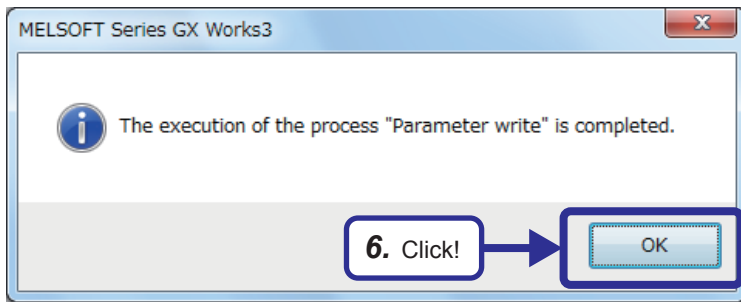 MELSOFT Series GX Works3
The execution of the process "Parameter write" is completed.
6. Click!
OK